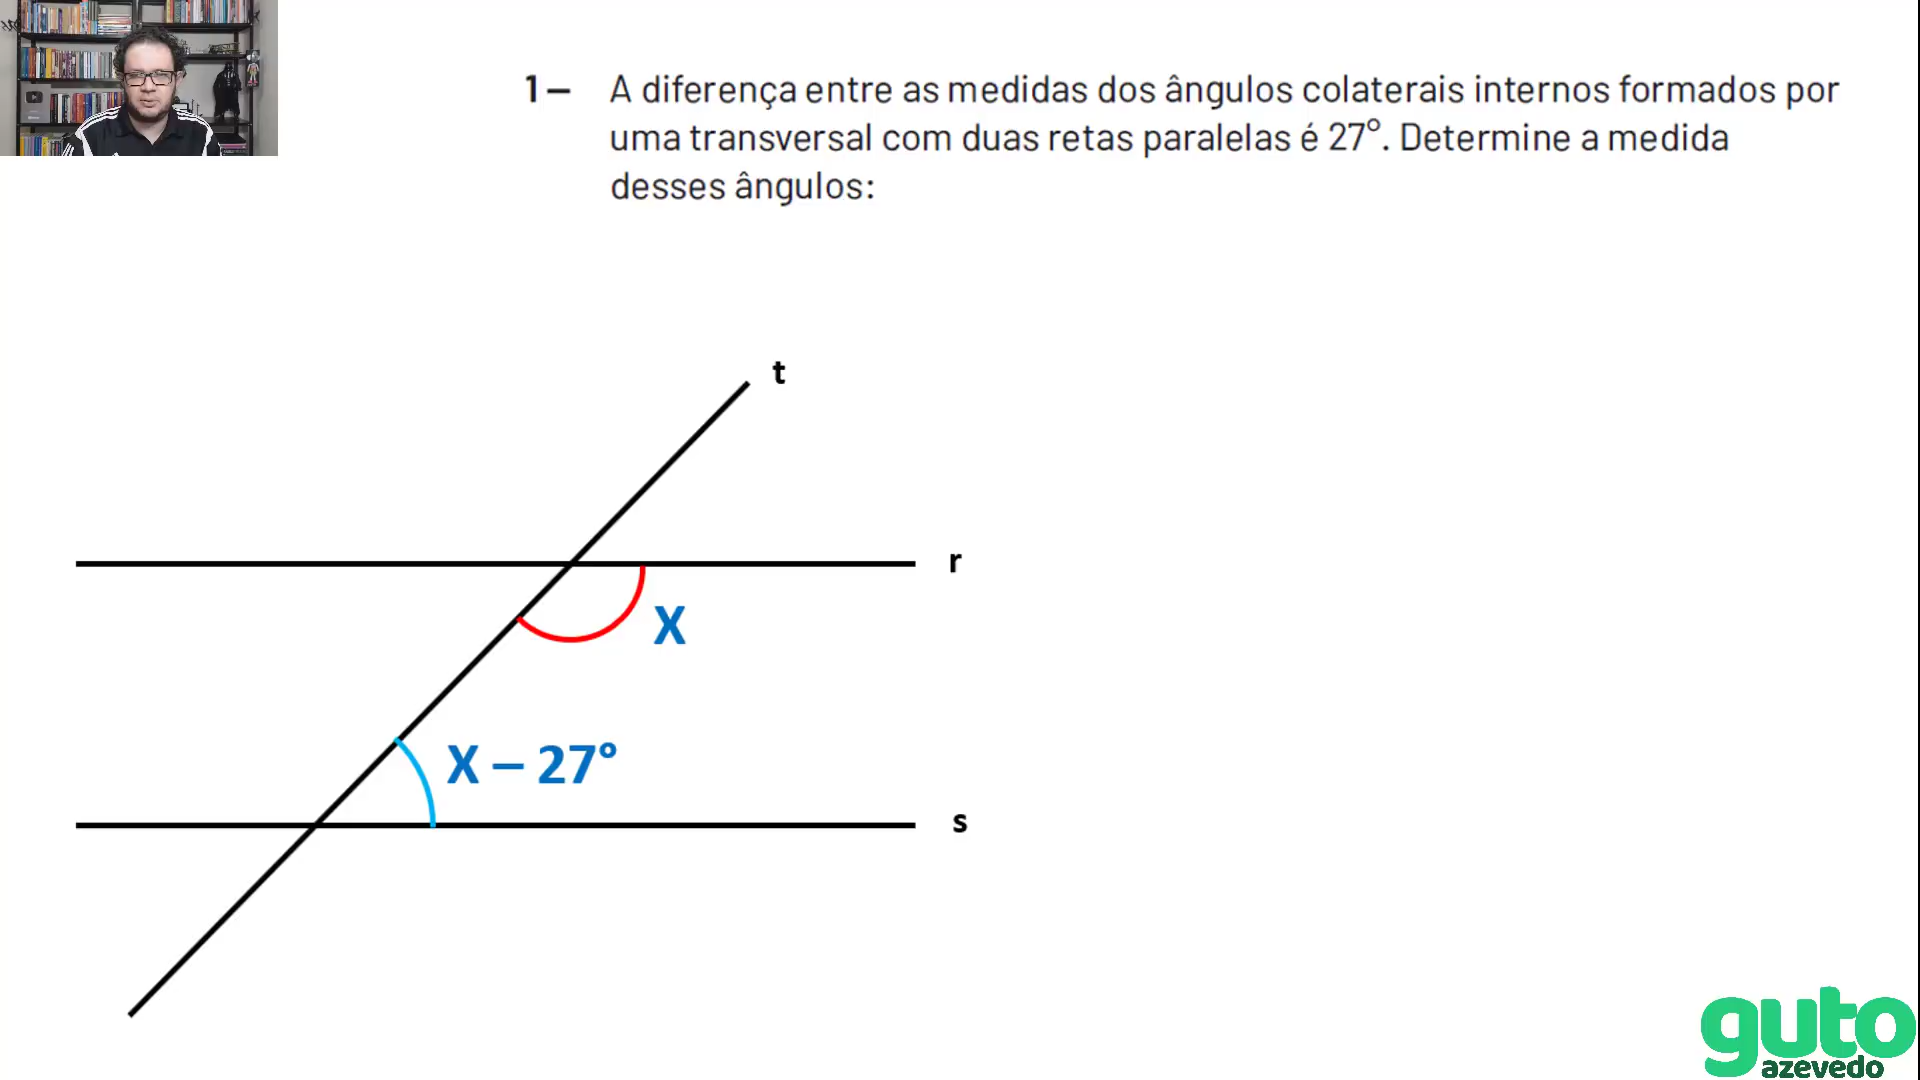 1 – A diferença entre as medidas dos ângulos colaterais internos formados por
uma transversal com duas retas paralelas é 27°. Determine a medida
desses ângulos:
t
r
X
X – 27°
s
guto
azevedo